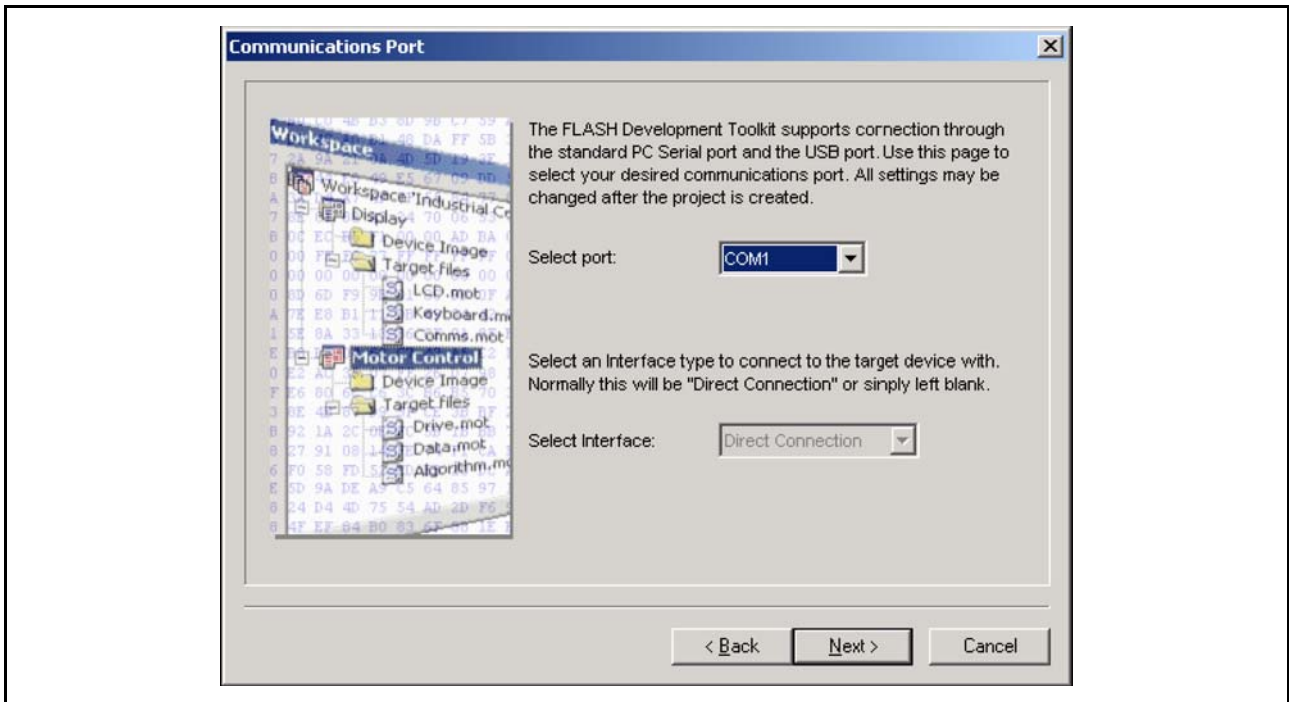 Communications Port
Workspace
Workspace 'Industrial Co
Display
Device Image
Target files
LCD.mot
Keyboard.mo
Comms.mot
Motor Control
Device Image
Target files
Drive.mot
Data.mot
Algorithm.mo
The FLASH Development Toolkit supports connection through
the standard PC Serial port and the USB port. Use this page to
select your desired communications port. All settings may be
changed after the project is created.
Select port:
COM1
Select an Interface type to connect to the target device with.
Normally this will be "Direct Connection" or simply left blank.
Select Interface:
Direct Connection
< Back
Next >
Cancel